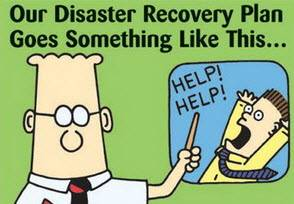 Our Disaster Recovery Plan
Goes Something Like This...
HELP!
HELP!